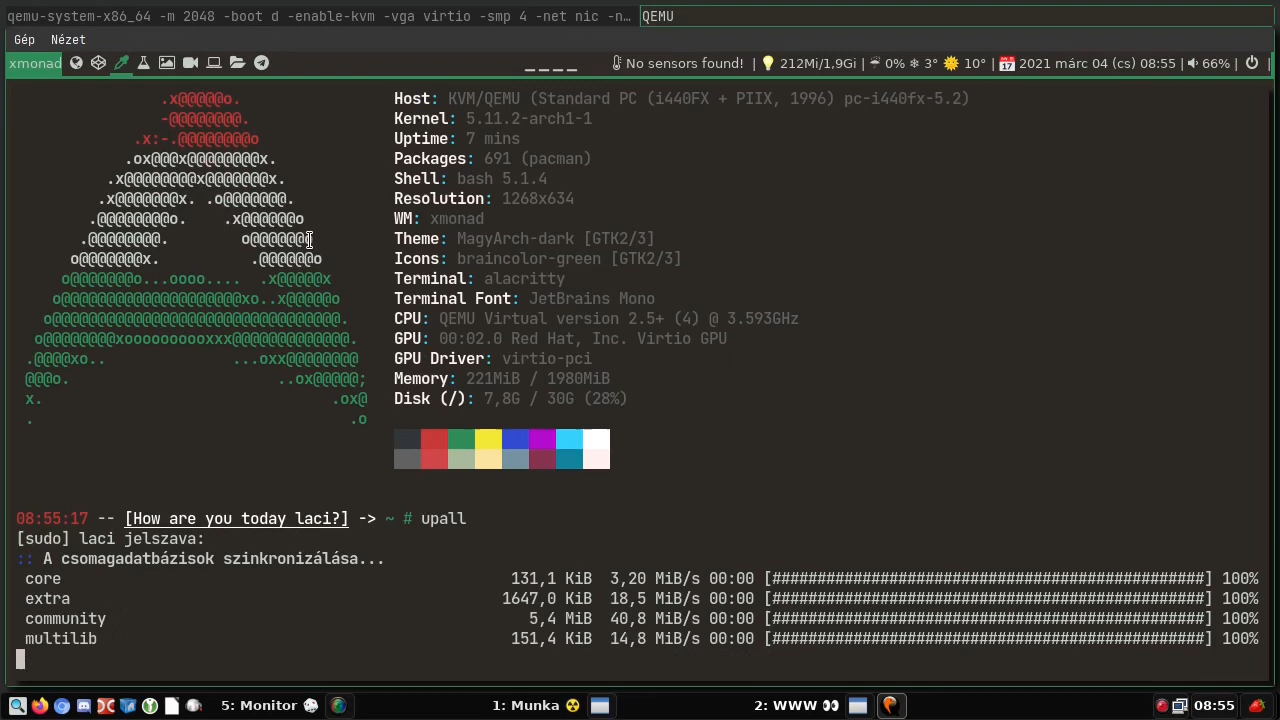 qemu-system-x86_64 -m 2048 -boot d -enable-kvm -vga virtio -smp 4 -net nic -n… QEMU
Gép Nézet
xmonad No sensors found! | 212Mi/1,9Gi | 0% 3° 10° | 17 2021 márc 04 (cs) 08:55 | 66% |
.x@@@@@o. Host: KVM/QEMU (Standard PC (i440FX + PIIX, 1996) pc-i440fx-5.2)
-@@@@@@@@. Kernel: 5.11.2-arch1-1
.x:-.@@@@@@@@o Uptime: 7 mins
.ox@@@x@@@@@@@@x. Packages: 691 (pacman)
.x@@@@@@@@x@@@@@@@x. Shell: bash 5.1.4
.x@@@@@@@x. .o@@@@@@@. Resolution: 1268x634
.@@@@@@@@o. .x@@@@@@o WM: xmonad
.@@@@@@@@. o@@@@@@@ Theme: MagyArch-dark [GTK2/3]
o@@@@@@@x. .@@@@@@o Icons: braincolor-green [GTK2/3]
o@@@@@@@o...oooo.... .x@@@@@x Terminal: alacritty
o@@@@@@@@@@@@@@@@@@@@xo..x@@@@@o Terminal Font: JetBrains Mono
o@@@@@@@@@@@@@@@@@@@@@@@@@@@@@@@@. CPU: QEMU Virtual version 2.5+ (4) @ 3.593GHz
o@@@@@@@@xoooooooooxxx@@@@@@@@@@@@@. GPU: 00:02.0 Red Hat, Inc. Virtio GPU
.@@@@xo.. ...oxx@@@@@@@@ GPU Driver: virtio-pci
@@@o. ..ox@@@@@; Memory: 221MiB / 1980MiB
x. .ox@ Disk (/): 7,8G / 30G (28%)
. .o
08:55:17 -- [How are you today laci?] -> ~ # upall
[sudo] laci jelszava:
:: A csomagadatbázisok szinkronizálása...
core 131,1 KiB 3,20 MiB/s 00:00 [################################################] 100%
extra 1647,0 KiB 18,5 MiB/s 00:00 [################################################] 100%
community 5,4 MiB 40,8 MiB/s 00:00 [################################################] 100%
multilib 151,4 KiB 14,8 MiB/s 00:00 [################################################] 100%
5: Monitor 1: Munka 2: WWW 08:55